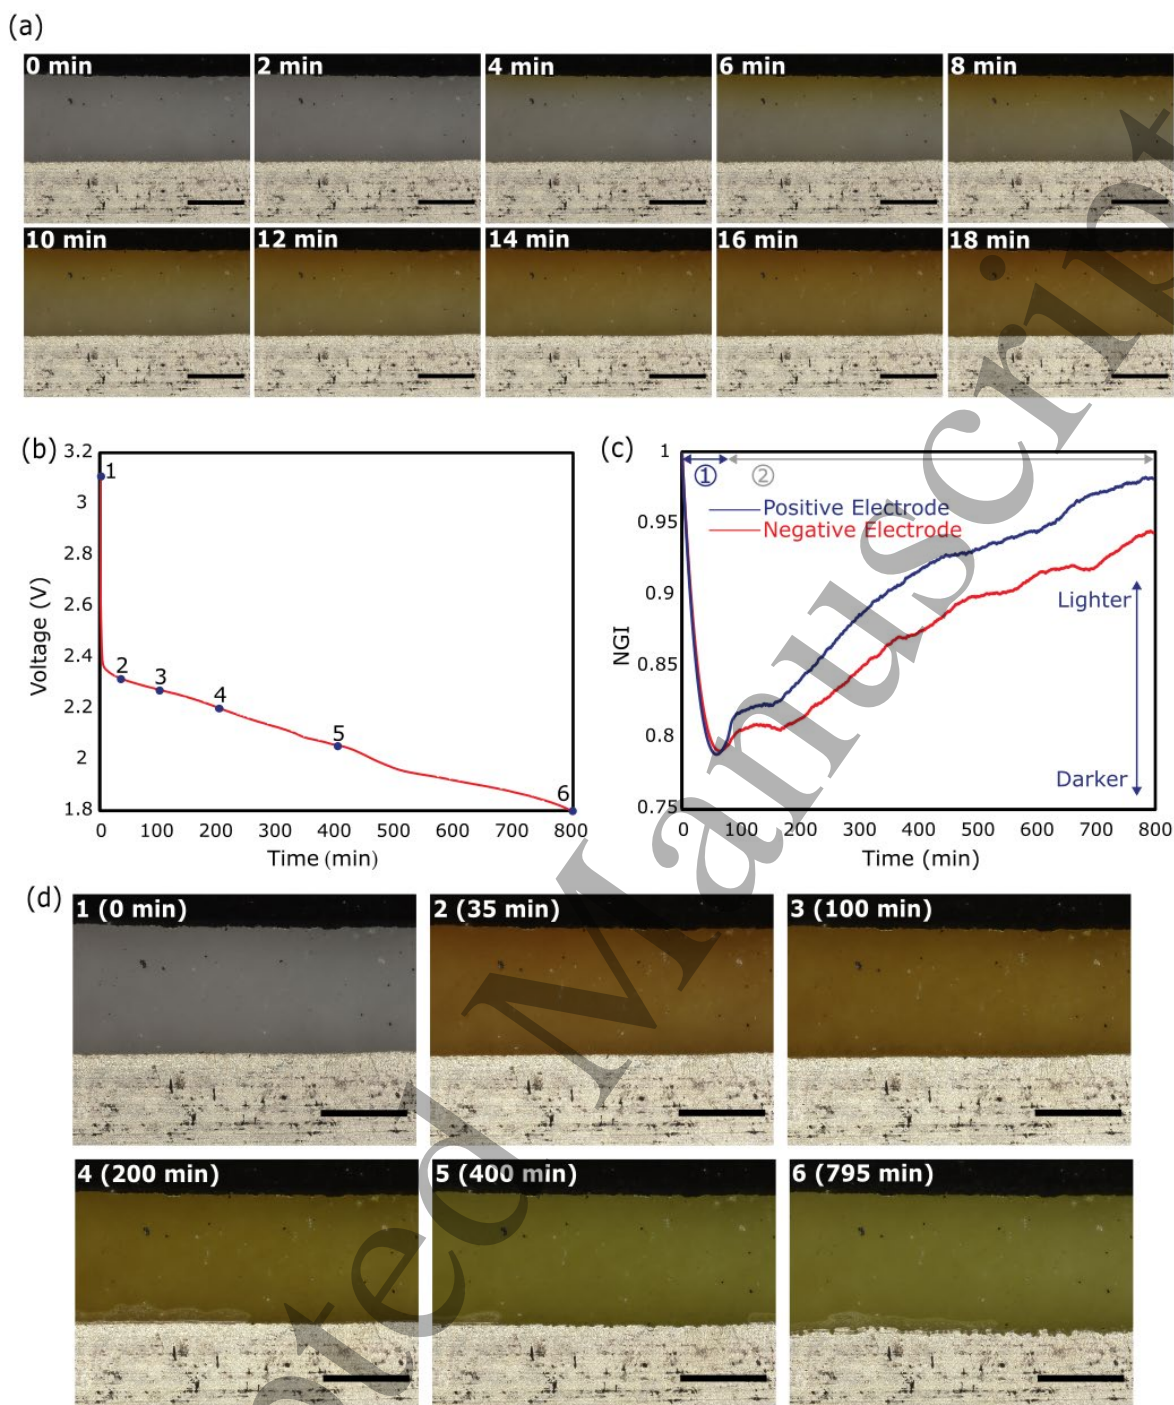 (a)
0 min
2 min
4 min
6 min
8 min
10 min
12 min
14 min
16 min
18 min
(b)
3.2
3
2.8
2.6
2.4
2.2
2
1.8
Voltage (V)
1
2
3
4
5
6
0 100 200 300 400 500 600 700 800
Time (min)
(c)
1
0.95
0.9
0.85
0.8
0.75
NGI
① ②
Positive Electrode
Negative Electrode
Lighter
Darker
0 100 200 300 400 500 600 700 800
Time (min)
(d)
1 (0 min)
2 (35 min)
3 (100 min)
4 (200 min)
5 (400 min)
6 (795 min)
pted Manuscript